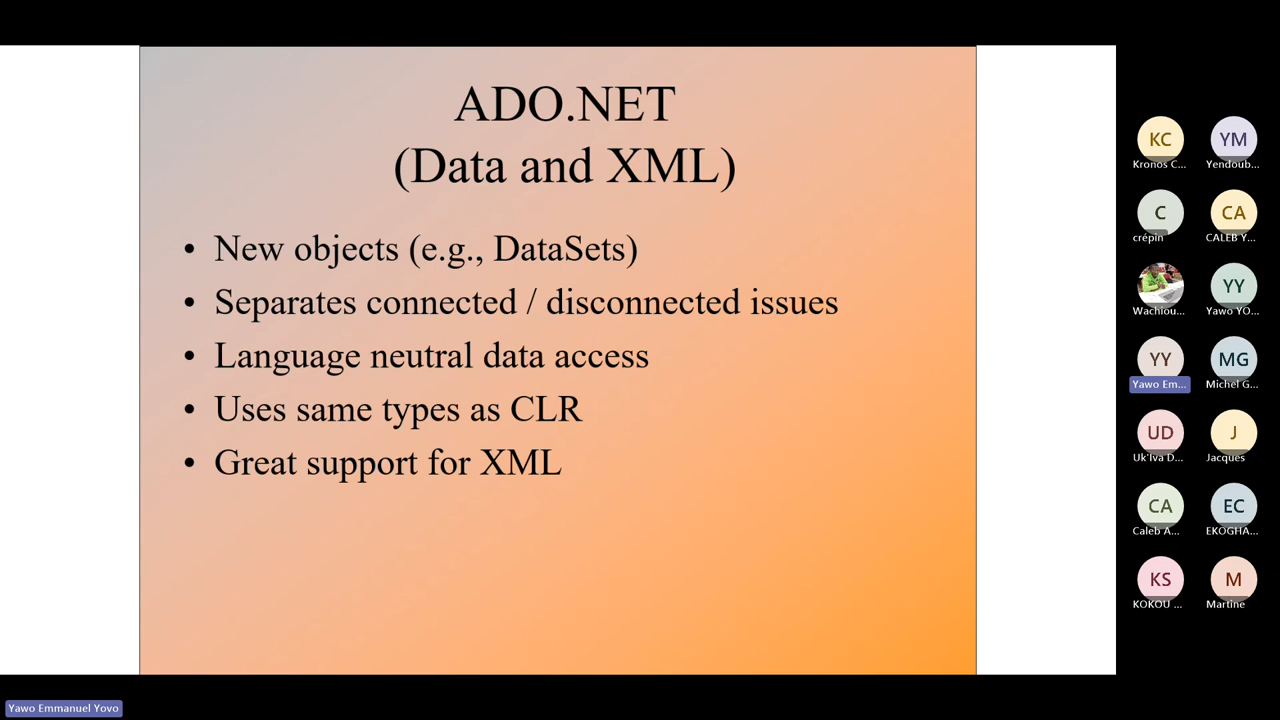 ADO.NET
(Data and XML)
• New objects (e.g., DataSets)
• Separates connected / disconnected issues
• Language neutral data access
• Uses same types as CLR
• Great support for XML
KC
Kronos C...
YM
Yendoub...
C
crépin
CA
CALEB Y...
Wachiou...
YY
Yawo YO...
YY
Yawo Em...
MG
Michel G...
UD
Uk'Iva D...
J
Jacques
CA
Caleb A...
EC
EKOGHA...
KS
KOKOU ...
M
Martine
Yawo Emmanuel Yovo